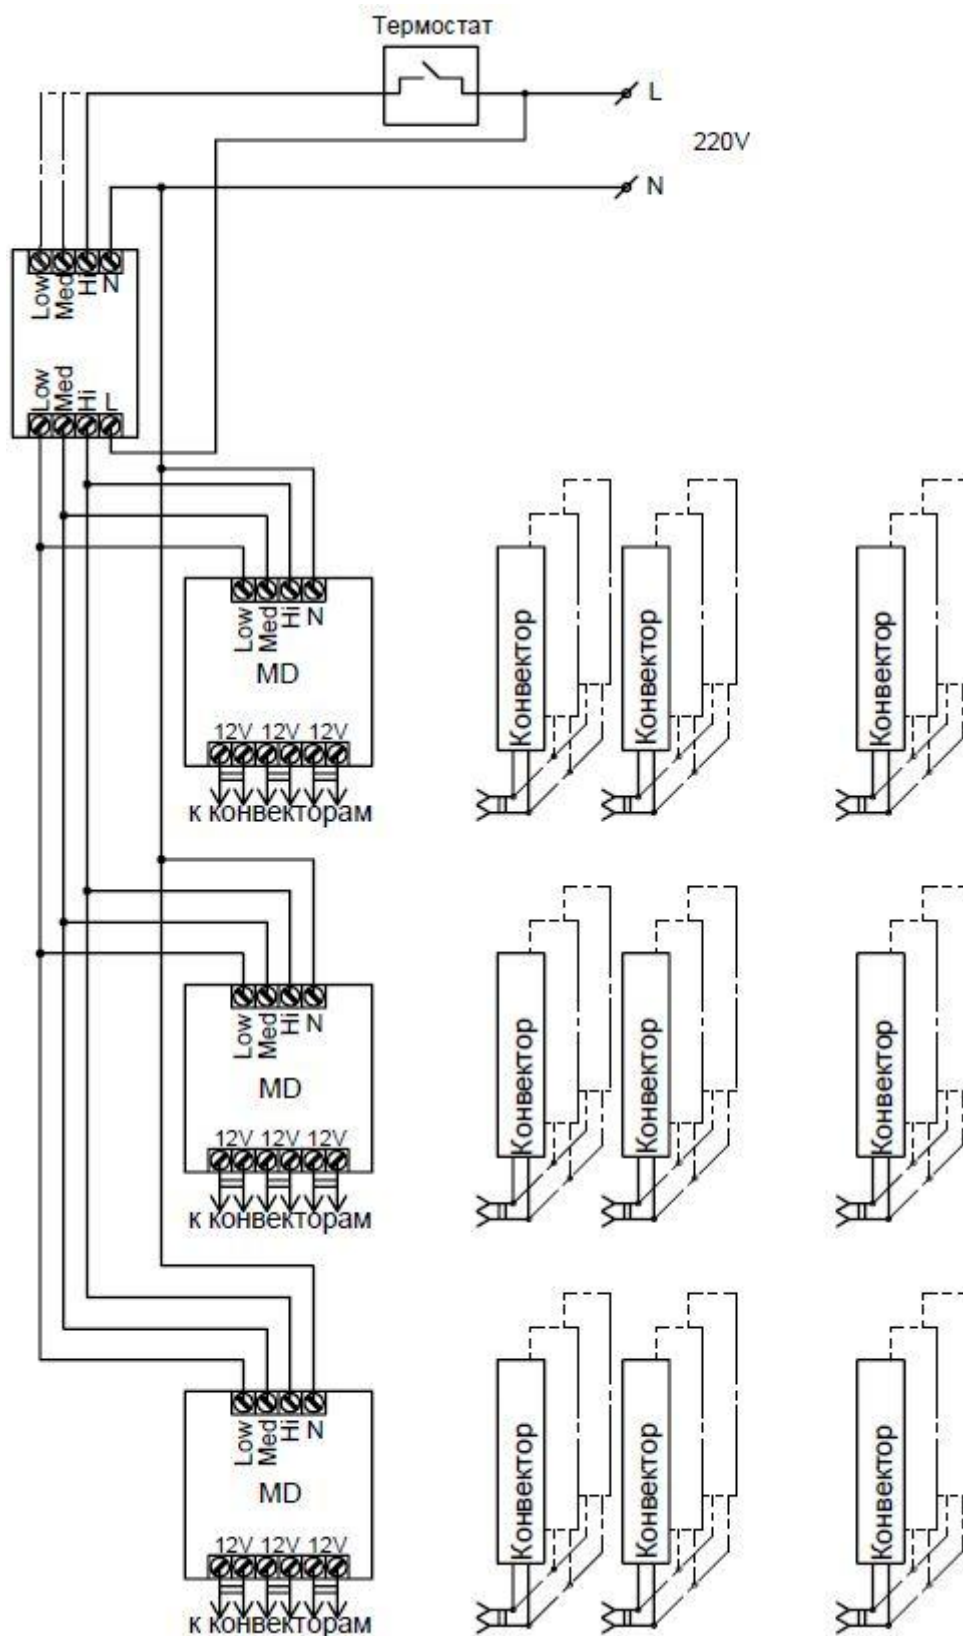 Термостат
L
220V
N
Low Med Hi N
Low Med Hi L
Low Med Hi N
MD
12V 12V 12V
к конвекторам
Конвектор Конвектор Конвектор
Low Med Hi N
MD
12V 12V 12V
к конвекторам
Конвектор Конвектор Конвектор
Low Med Hi N
MD
12V 12V 12V
к конвекторам
Конвектор Конвектор Конвектор